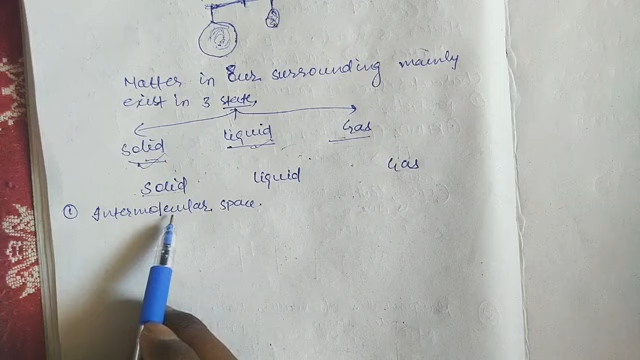 Matter in our surrounding mainly
exist in 3 state
Solid liquid Gas
Solid liquid Gas
① Intermolecular space.